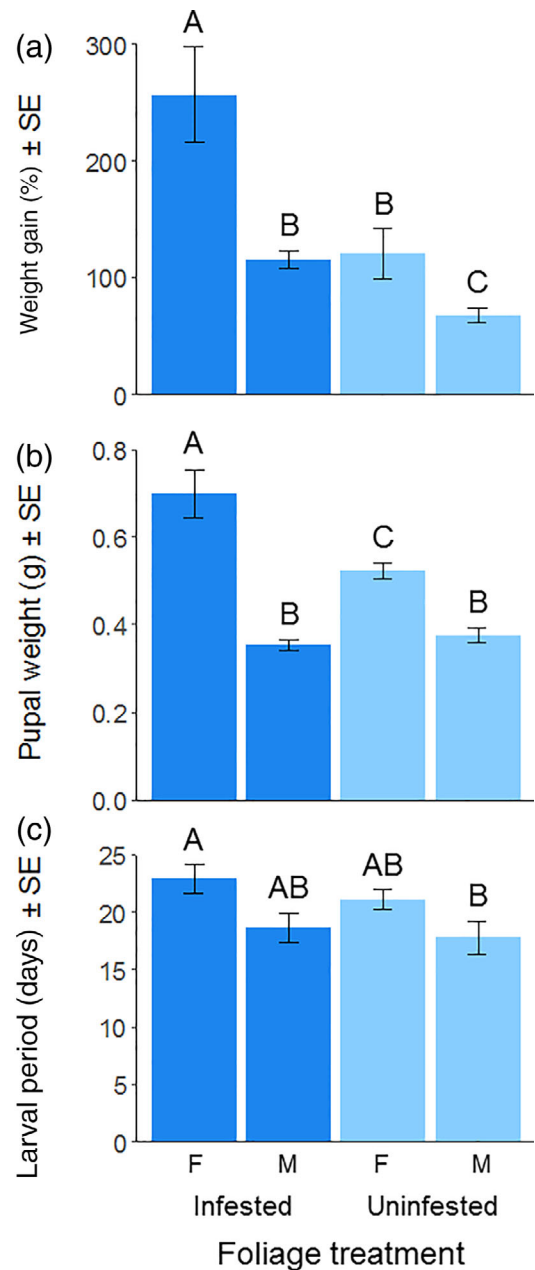 (a)
Weight gain (%) ± SE
300
200
100
0
A
B
B
C
(b)
Pupal weight (g) ± SE
0.8
0.6
0.4
0.2
0.0
A
B
C
B
(c)
Larval period (days) ± SE
25
20
15
10
5
0
A
AB
AB
B
F M F M
Infested Uninfested
Foliage treatment